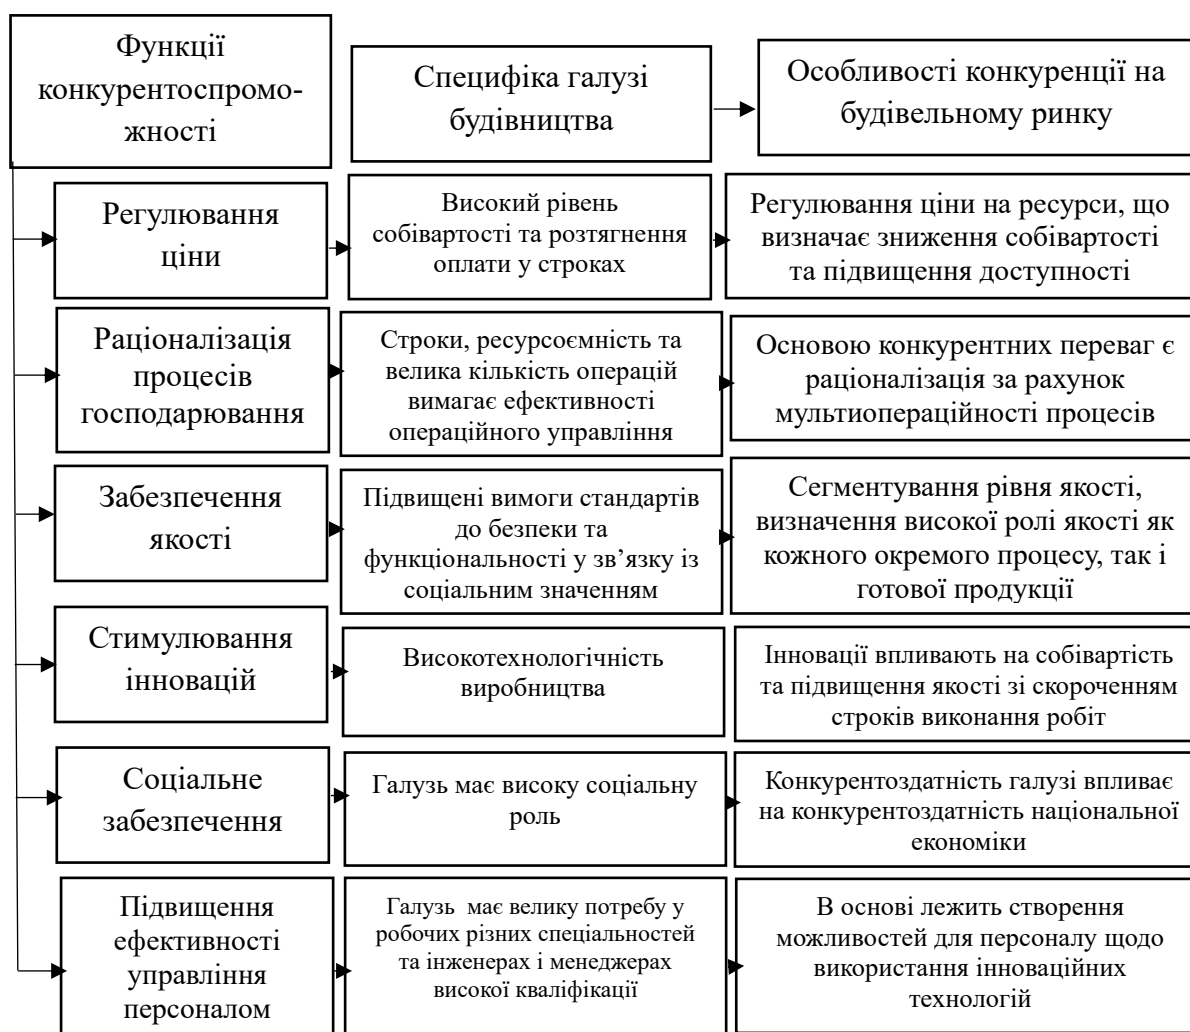 Функції
конкурентоспромо-
жності
Специфіка галузі
будівництва
Особливості конкуренції на
будівельному ринку
Регулювання
ціни
Високий рівень
собівартості та розтягнення
оплати у строках
Регулювання ціни на ресурси, що
визначає зниження собівартості
та підвищення доступності
Раціоналізація
процесів
господарювання
Строки, ресурсоємність та
велика кількість операцій
вимагає ефективності
операційного управління
Основою конкурентних переваг є
раціоналізація за рахунок
мультиопераційності процесів
Забезпечення
якості
Підвищені вимоги стандартів
до безпеки та
функціональності у зв’язку із
соціальним значенням
Сегментування рівня якості,
визначення високої ролі якості як
кожного окремого процесу, так і
готової продукції
Стимулювання
інновацій
Високотехнологічність
виробництва
Інновації впливають на собівартість
та підвищення якості зі скороченням
строків виконання робіт
Соціальне
забезпечення
Галузь має високу соціальну
роль
Конкурентоздатність галузі впливає
на конкурентоздатність національної
економіки
Підвищення
ефективності
управління
персоналом
Галузь має велику потребу у
робочих різних спеціальностей
та інженерах і менеджерах
високої кваліфікації
В основі лежить створення
можливостей для персоналу щодо
використання інноваційних
технологій